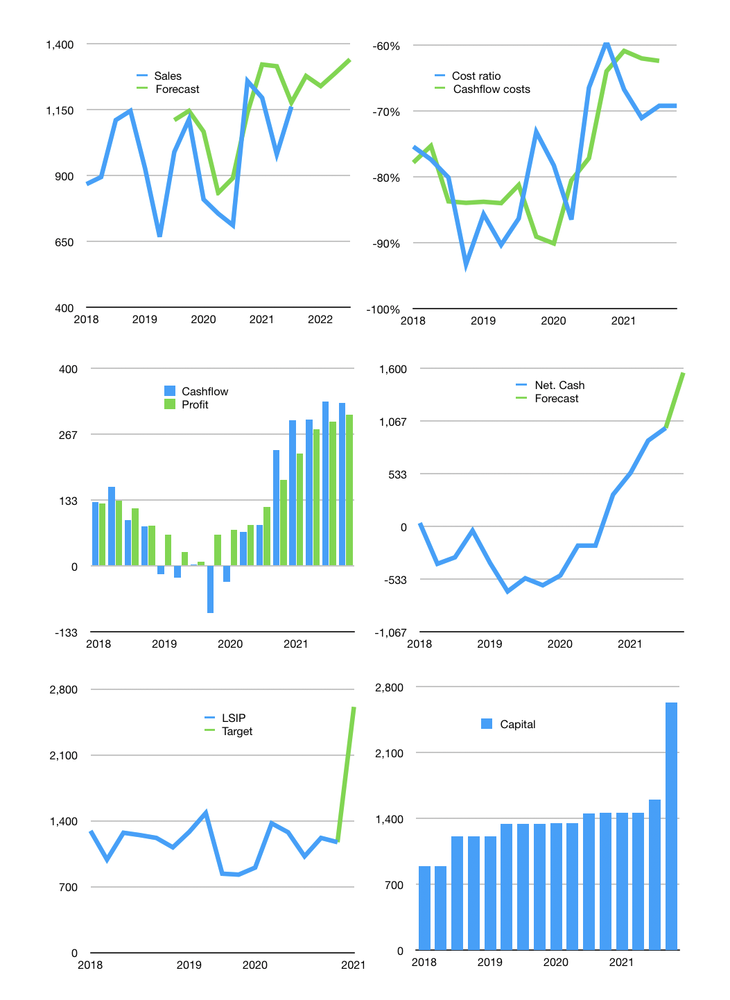 1,400
Sales
Forecast
1,150
900
650
400
2018 2019 2020 2021 2022
-60%
Cost ratio
Cashflow costs
-70%
-80%
-90%
-100%
2018 2019 2020 2021
400
Cashflow
Profit
267
133
0
-133
2018 2019 2020 2021
1,600
Net. Cash
Forecast
1,067
533
0
-533
-1,067
2018 2019 2020 2021
2,800
LSIP
Target
2,100
1,400
700
0
2018 2019 2020 2021
2,800
Capital
2,100
1,400
700
0
2018 2019 2020 2021